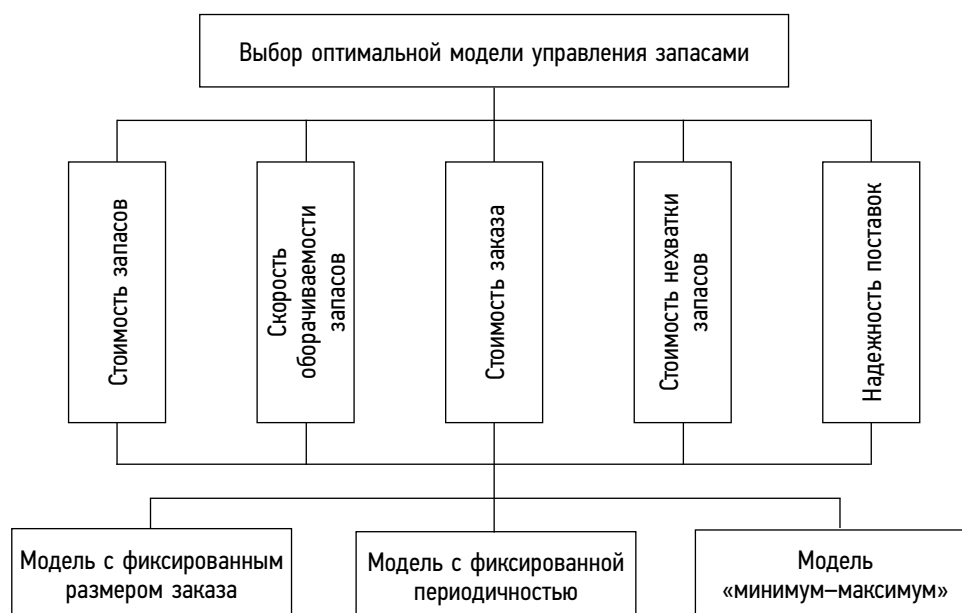 Выбор оптимальной модели управления запасами
Стоимость запасов
Скорость
оборачиваемости
запасов
Стоимость заказа
Стоимость нехватки
запасов
Надежность поставок
Модель с фиксированным
размером заказа
Модель с фиксированной
периодичностью
Модель
«минимум–максимум»